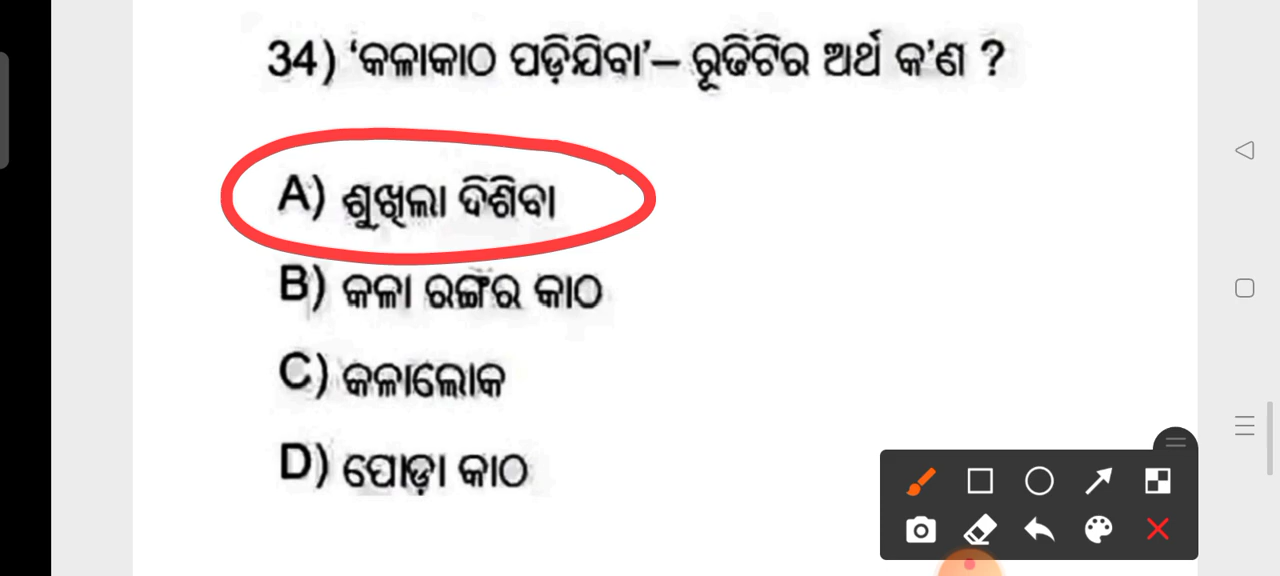 34) ‘କଳାକାଠ ପଡ଼ିଯିବା’– ରୂଢିଟିର ଅର୍ଥ କ’ଣ ?
A) ଶୁଖିଲା ଦିଶିବା
B) କଳା ରଙ୍ଗର କାଠ
C) କଳାଲୋକ
D) ପୋଡ଼ା କାଠ